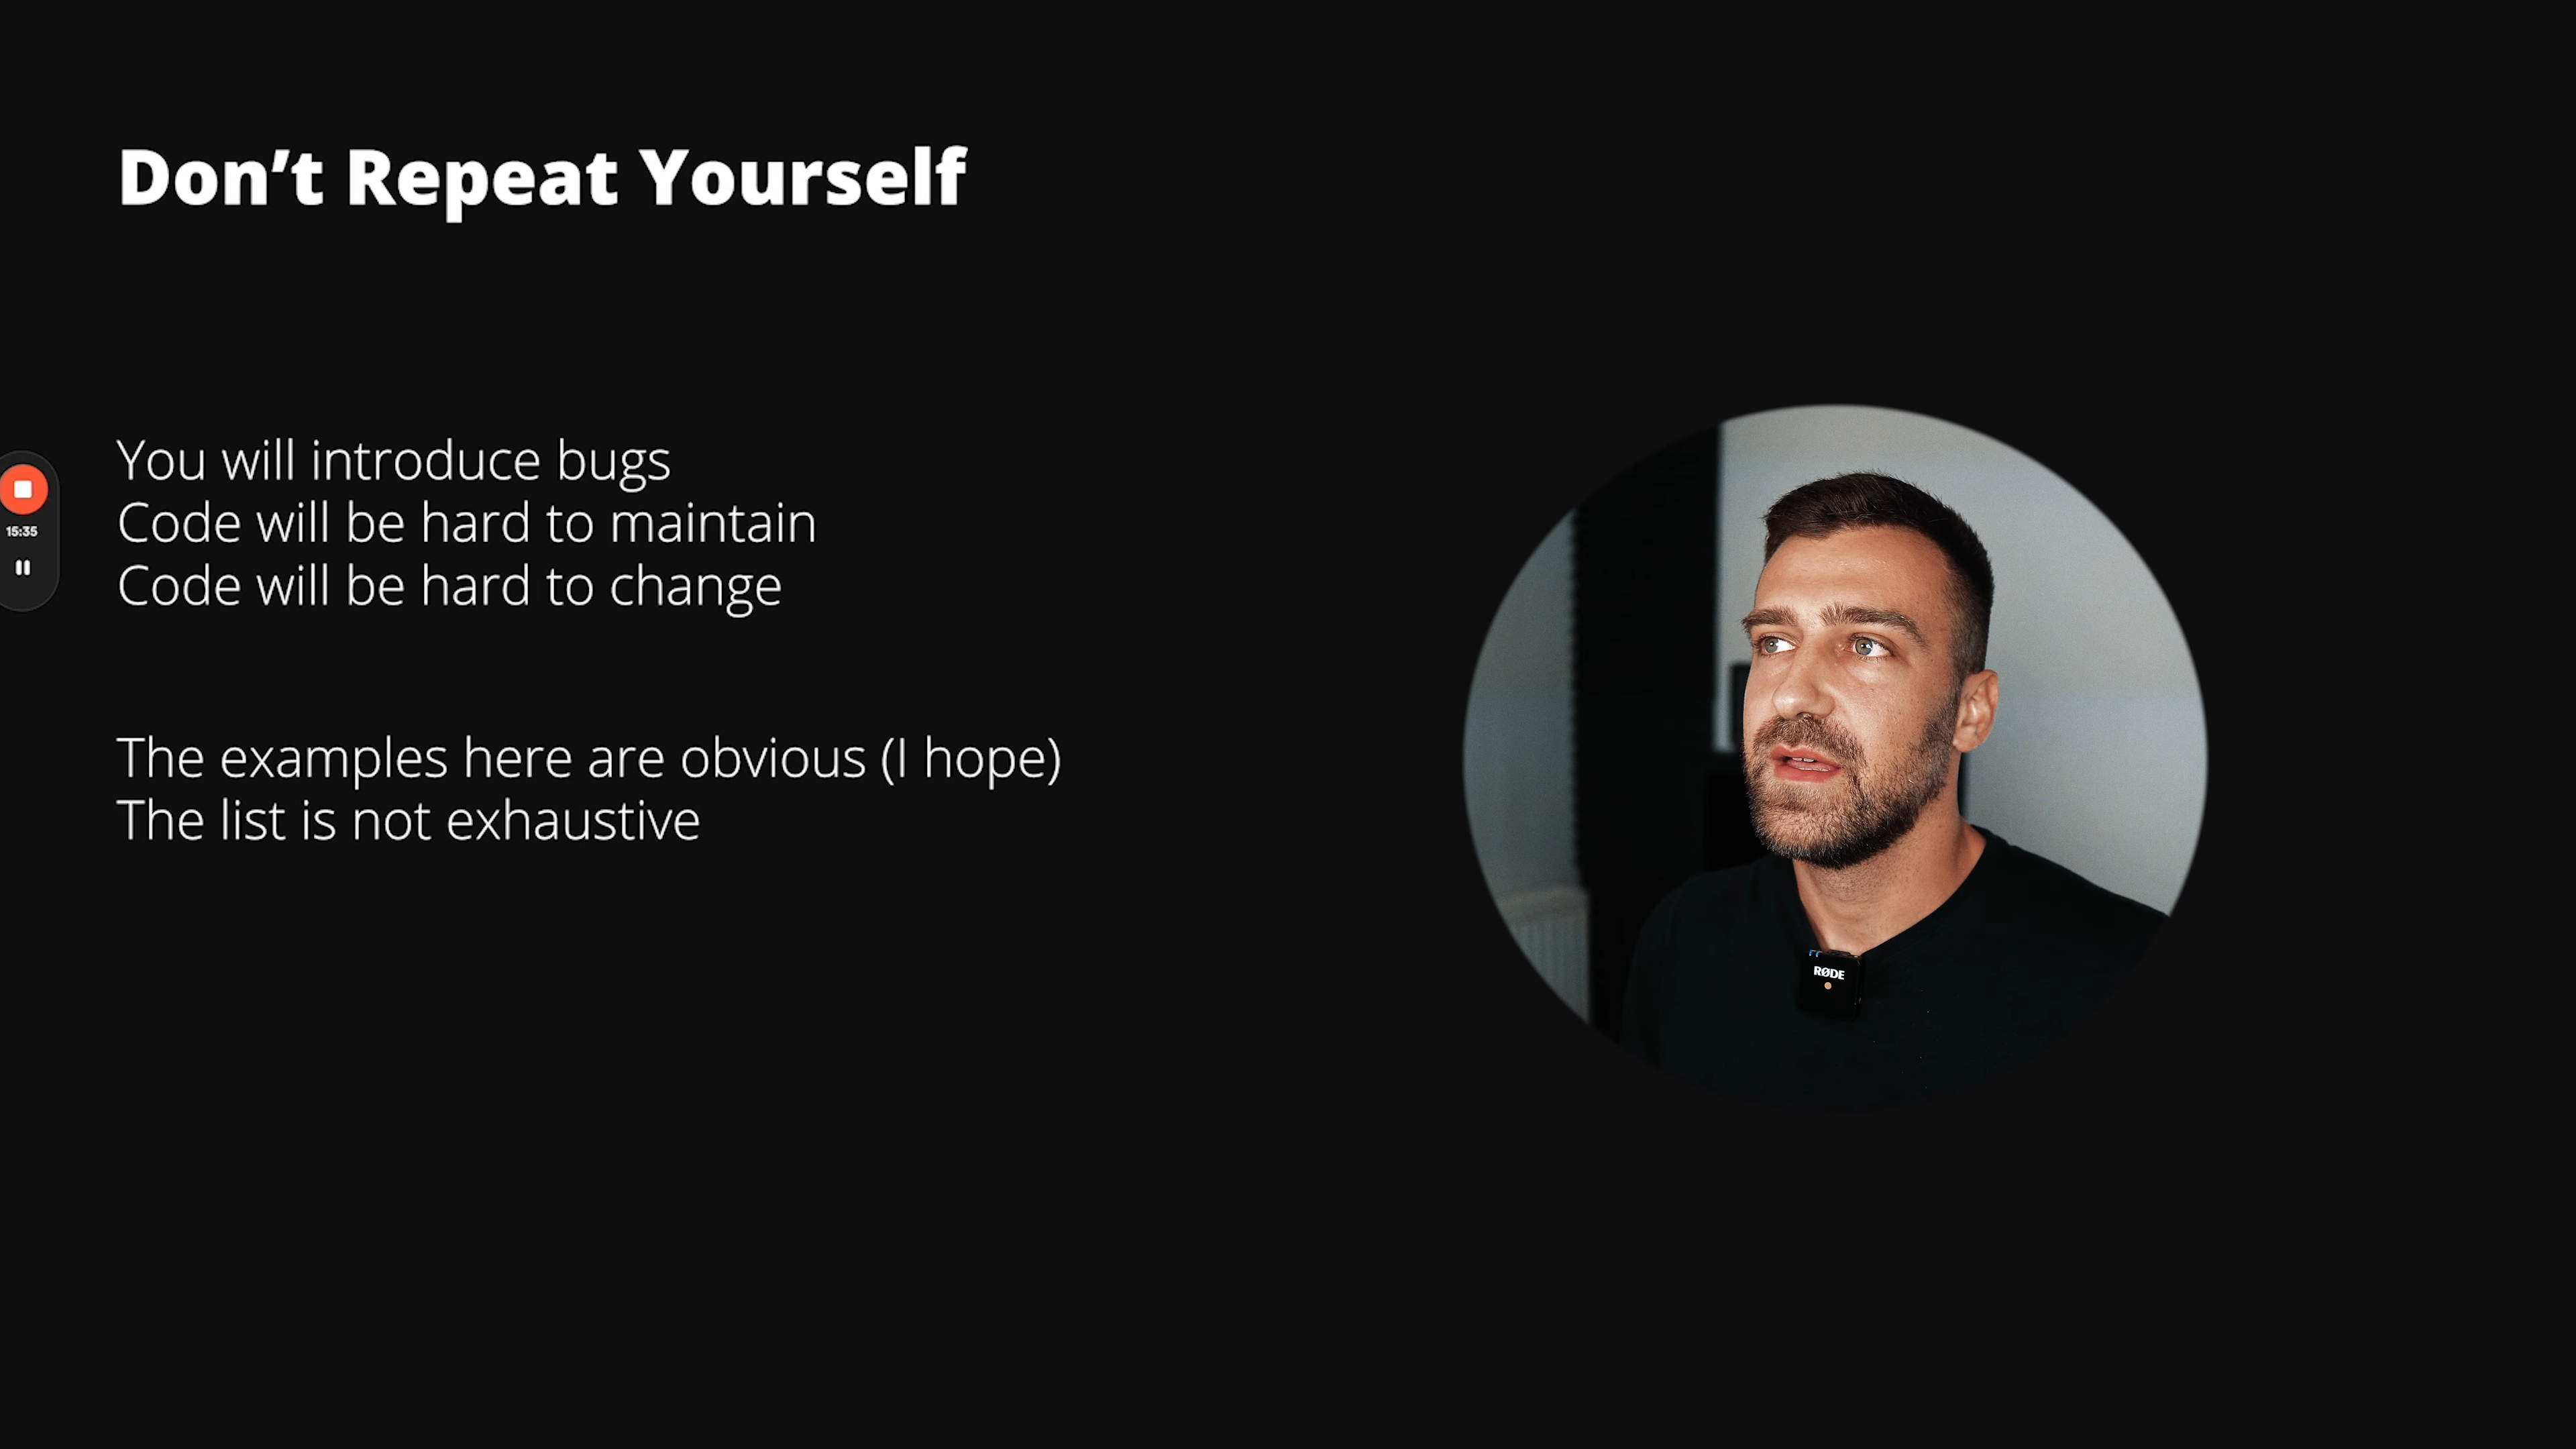 Don’t Repeat Yourself
You will introduce bugs
Code will be hard to maintain
Code will be hard to change
15:35
The examples here are obvious (I hope)
The list is not exhaustive
RØDE